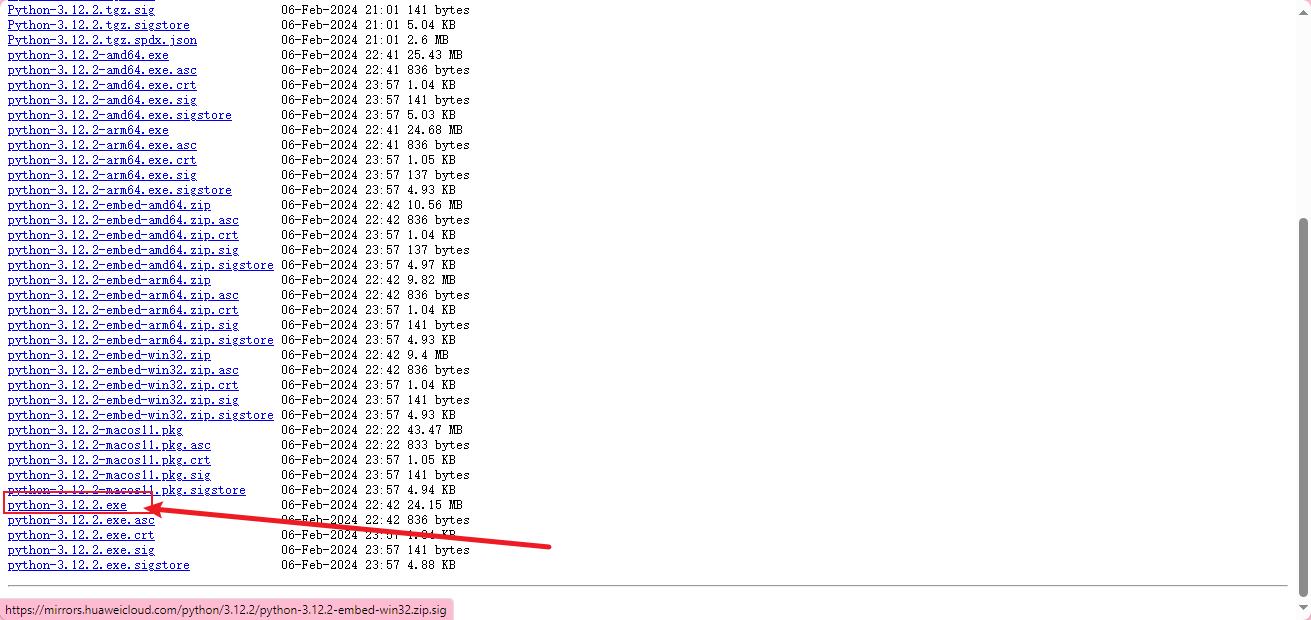 Python-3.12.2.tgz.sig 06-Feb-2024 21:01 141 bytes
Python-3.12.2.tgz.sigstore 06-Feb-2024 21:01 5.04 KB
Python-3.12.2.tgz.spdx.json 06-Feb-2024 21:01 2.6 MB
python-3.12.2-amd64.exe 06-Feb-2024 22:41 25.43 MB
python-3.12.2-amd64.exe.asc 06-Feb-2024 22:41 836 bytes
python-3.12.2-amd64.exe.crt 06-Feb-2024 23:57 1.04 KB
python-3.12.2-amd64.exe.sig 06-Feb-2024 23:57 141 bytes
python-3.12.2-amd64.exe.sigstore 06-Feb-2024 23:57 5.03 KB
python-3.12.2-arm64.exe 06-Feb-2024 22:41 24.68 MB
python-3.12.2-arm64.exe.asc 06-Feb-2024 22:41 836 bytes
python-3.12.2-arm64.exe.crt 06-Feb-2024 23:57 1.05 KB
python-3.12.2-arm64.exe.sig 06-Feb-2024 23:57 137 bytes
python-3.12.2-arm64.exe.sigstore 06-Feb-2024 23:57 4.93 KB
python-3.12.2-embed-amd64.zip 06-Feb-2024 22:42 10.56 MB
python-3.12.2-embed-amd64.zip.asc 06-Feb-2024 22:42 836 bytes
python-3.12.2-embed-amd64.zip.crt 06-Feb-2024 23:57 1.04 KB
python-3.12.2-embed-amd64.zip.sig 06-Feb-2024 23:57 137 bytes
python-3.12.2-embed-amd64.zip.sigstore 06-Feb-2024 23:57 4.97 KB
python-3.12.2-embed-arm64.zip 06-Feb-2024 22:42 9.82 MB
python-3.12.2-embed-arm64.zip.asc 06-Feb-2024 22:42 836 bytes
python-3.12.2-embed-arm64.zip.crt 06-Feb-2024 23:57 1.04 KB
python-3.12.2-embed-arm64.zip.sig 06-Feb-2024 23:57 141 bytes
python-3.12.2-embed-arm64.zip.sigstore 06-Feb-2024 23:57 4.93 KB
python-3.12.2-embed-win32.zip 06-Feb-2024 22:42 9.4 MB
python-3.12.2-embed-win32.zip.asc 06-Feb-2024 22:42 836 bytes
python-3.12.2-embed-win32.zip.crt 06-Feb-2024 23:57 1.04 KB
python-3.12.2-embed-win32.zip.sig 06-Feb-2024 23:57 141 bytes
python-3.12.2-embed-win32.zip.sigstore 06-Feb-2024 23:57 4.93 KB
python-3.12.2-macos11.pkg 06-Feb-2024 22:22 43.47 MB
python-3.12.2-macos11.pkg.asc 06-Feb-2024 22:22 833 bytes
python-3.12.2-macos11.pkg.crt 06-Feb-2024 23:57 1.05 KB
python-3.12.2-macos11.pkg.sig 06-Feb-2024 23:57 141 bytes
python-3.12.2-macos11.pkg.sigstore 06-Feb-2024 23:57 4.94 KB
python-3.12.2.exe 06-Feb-2024 22:42 24.15 MB
python-3.12.2.exe.asc 06-Feb-2024 22:42 836 bytes
python-3.12.2.exe.crt 06-Feb-2024 23:57 1.04 KB
python-3.12.2.exe.sig 06-Feb-2024 23:57 141 bytes
python-3.12.2.exe.sigstore 06-Feb-2024 23:57 4.88 KB
https://mirrors.huaweicloud.com/python/3.12.2/python-3.12.2-embed-win32.zip.sig